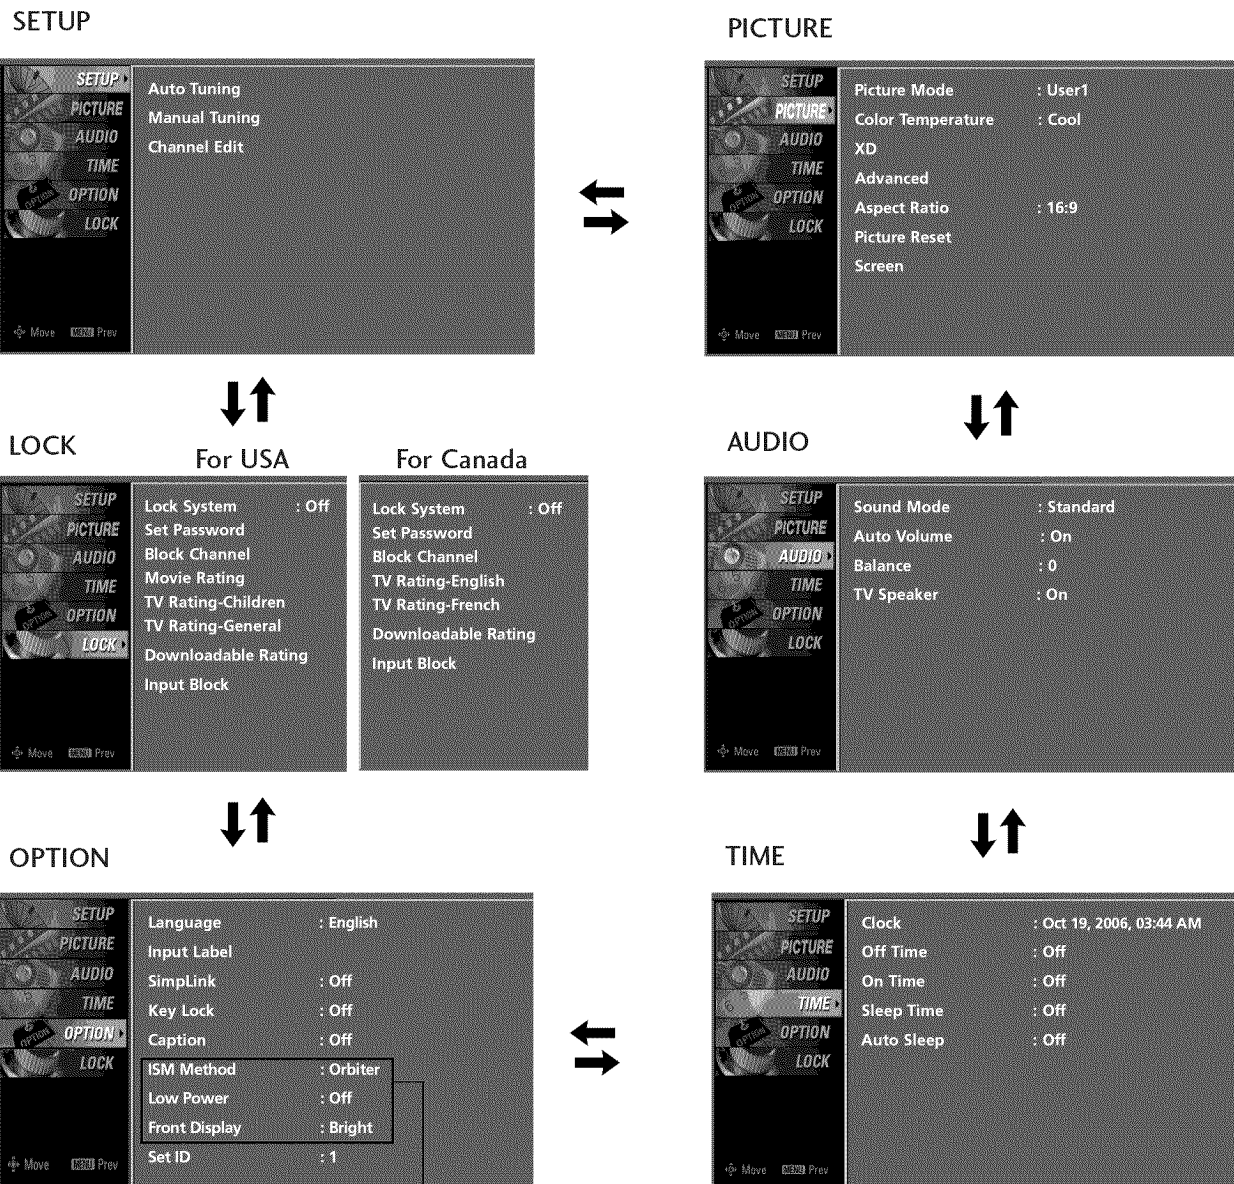 SETUP
SETUP
PICTURE
AUDIO
TIME
OPTION
LOCK
Move MENU Prev
Auto Tuning
Manual Tuning
Channel Edit
PICTURE
SETUP
PICTURE
AUDIO
TIME
OPTION
LOCK
Move MENU Prev
Picture Mode : User1
Color Temperature : Cool
XD
Advanced
Aspect Ratio : 16:9
Picture Reset
Screen
LOCK
For USA
For Canada
SETUP
PICTURE
AUDIO
TIME
OPTION
LOCK
Move MENU Prev
Lock System : Off
Set Password
Block Channel
Movie Rating
TV Rating-Children
TV Rating-General
Downloadable Rating
Input Block
Lock System : Off
Set Password
Block Channel
TV Rating-English
TV Rating-French
Downloadable Rating
Input Block
AUDIO
SETUP
PICTURE
AUDIO
TIME
OPTION
LOCK
Move MENU Prev
Sound Mode : Standard
Auto Volume : On
Balance : 0
TV Speaker : On
OPTION
SETUP
PICTURE
AUDIO
TIME
OPTION
LOCK
Move MENU Prev
Language : English
Input Label
SimpLink : Off
Key Lock : Off
Caption : Off
ISM Method : Orbiter
Low Power : Off
Front Display : Bright
Set ID : 1
TIME
SETUP
PICTURE
AUDIO
TIME
OPTION
LOCK
Move MENU Prev
Clock : Oct 19, 2006, 03:44 AM
Off Time : Off
On Time : Off
Sleep Time : Off
Auto Sleep : Off